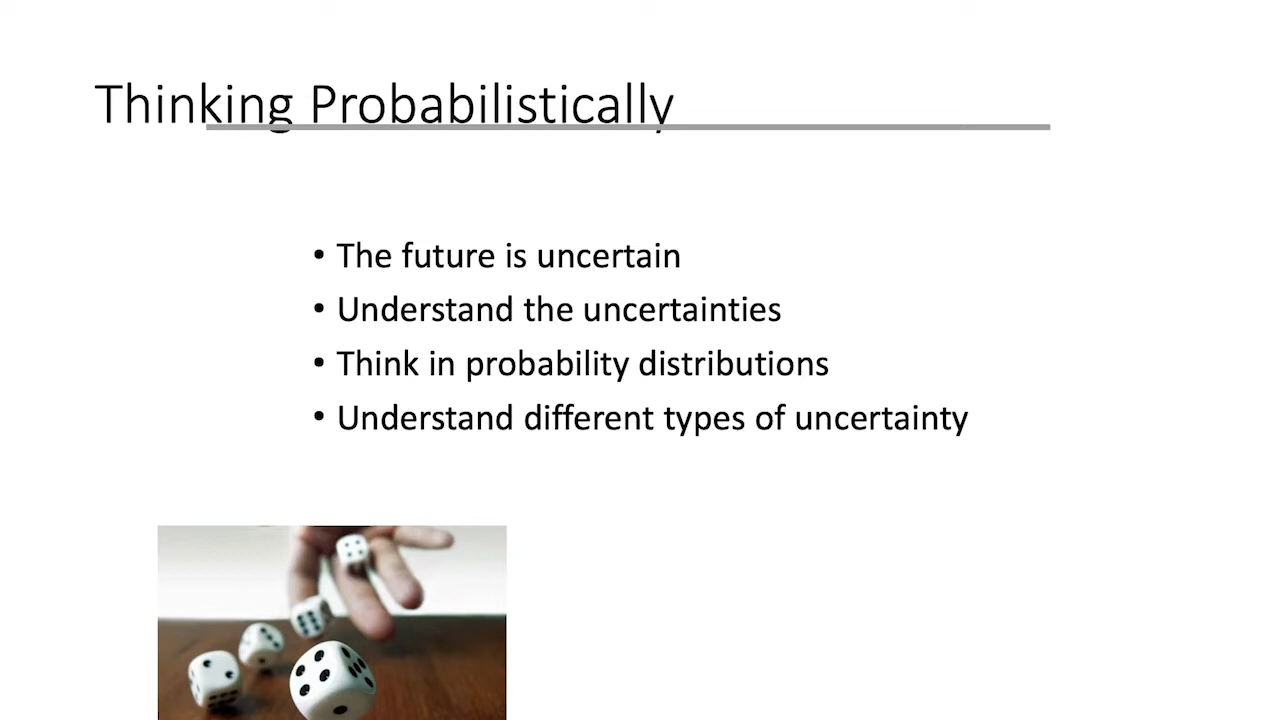 Thinking Probabilistically
• The future is uncertain
• Understand the uncertainties
• Think in probability distributions
• Understand different types of uncertainty